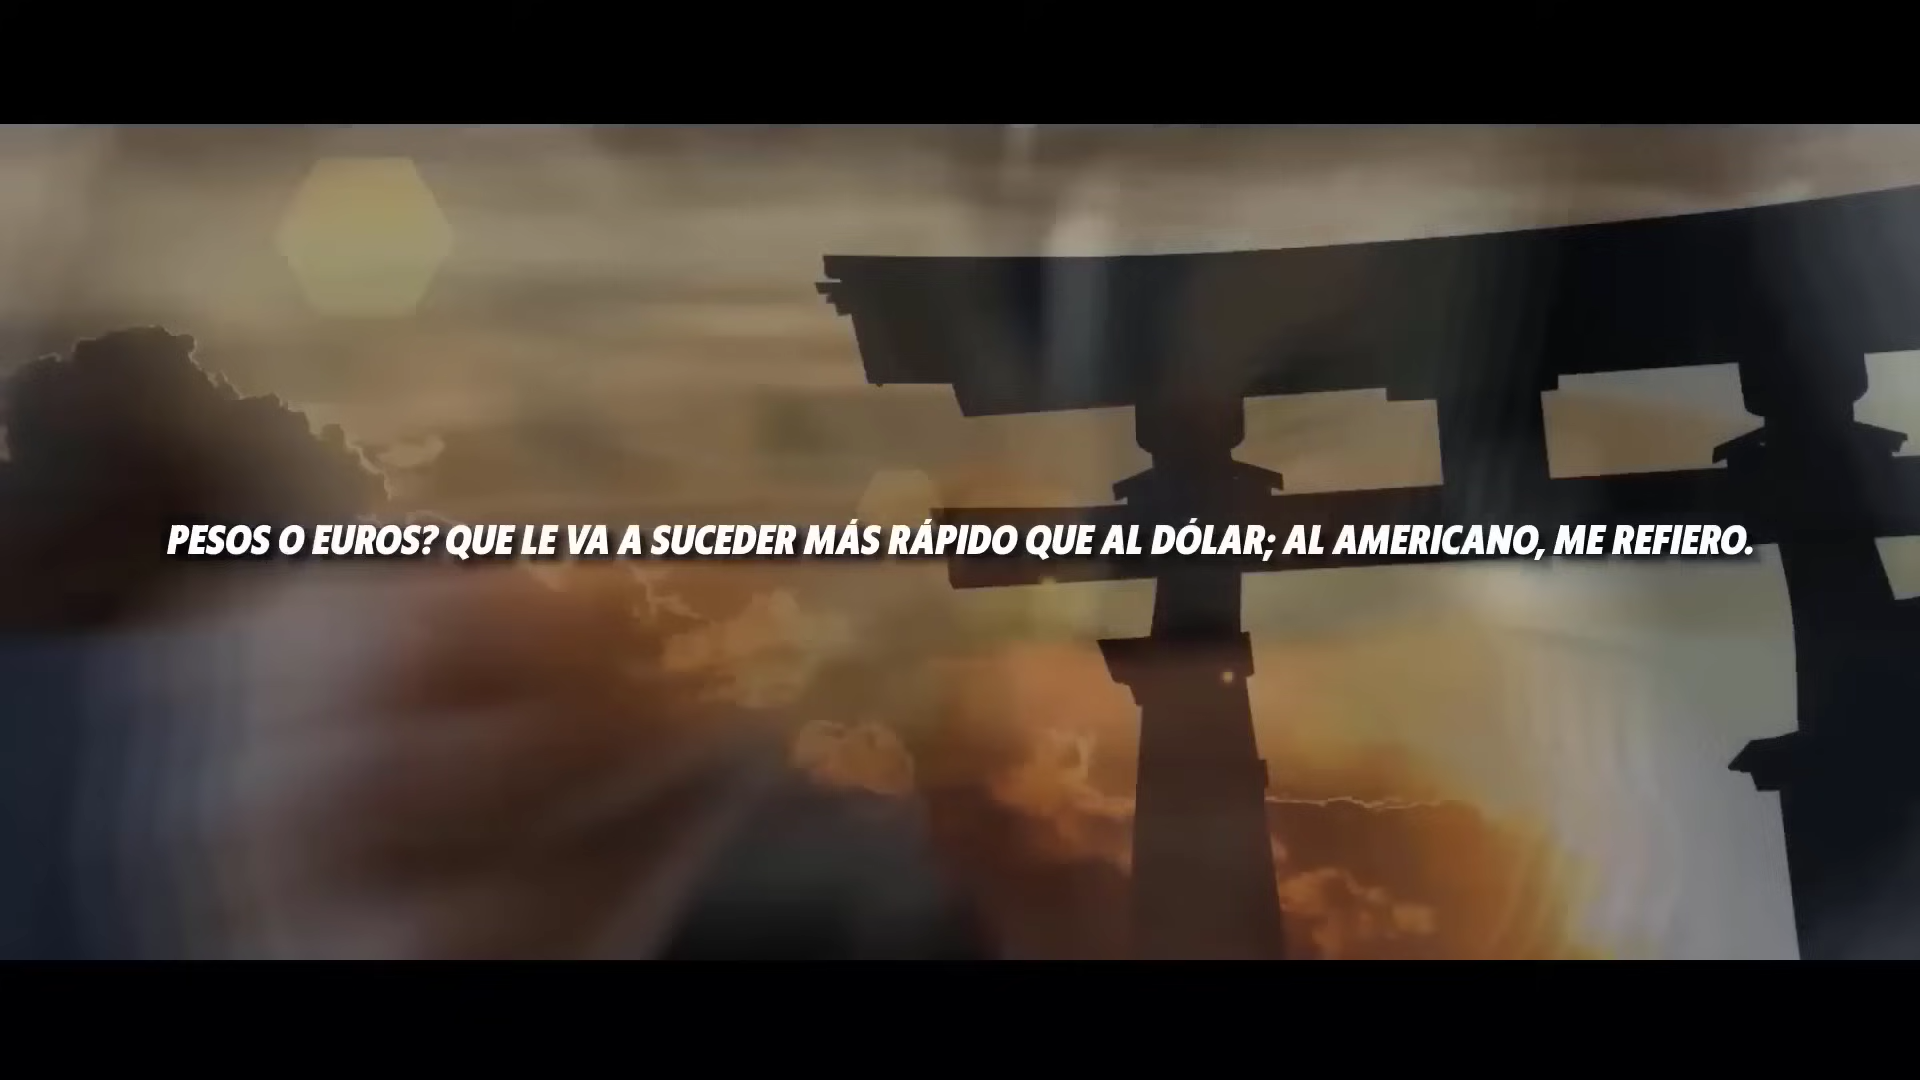 PESOS O EUROS? QUE LE VA A SUCEDER MÁS RÁPIDO QUE AL DÓLAR; AL AMERICANO, ME REFIERO.